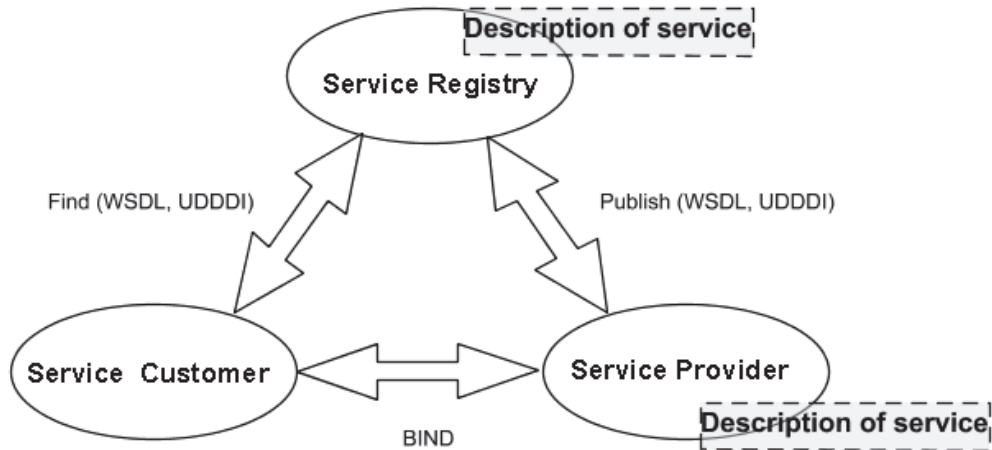 Description of service
Service Registry
Find (WSDL, UDDDI)
Publish (WSDL, UDDDI)
Service Customer
Service Provider
Description of service
BIND